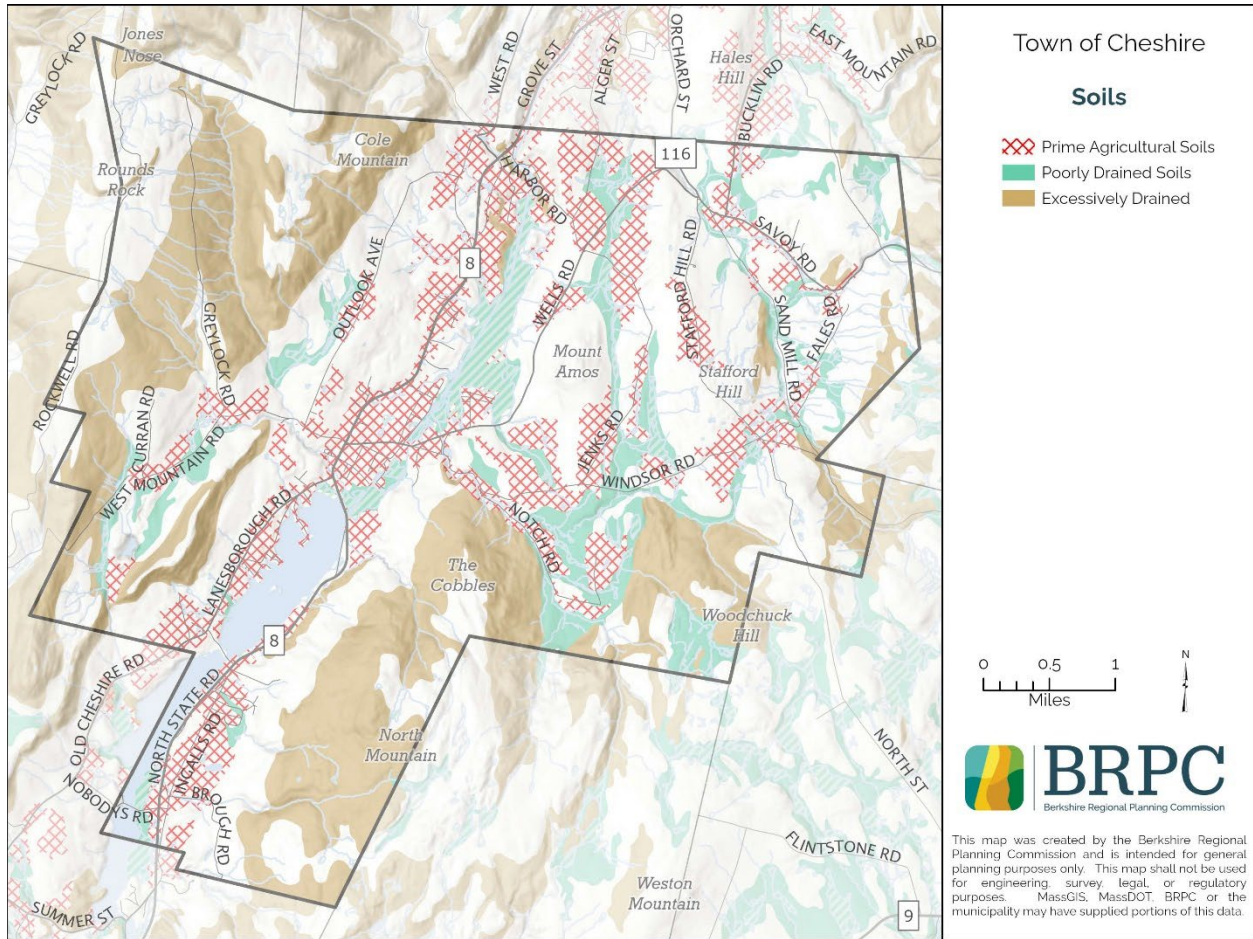 Town of Cheshire
Soils
Prime Agricultural Soils
Poorly Drained Soils
Excessively Drained
0 0.5 1
Miles
N
BRPC
Berkshire Regional Planning Commission
This map was created by the Berkshire Regional
Planning Commission and is intended for general
planning purposes only. This map shall not be used
for engineering, survey, legal, or regulatory
purposes. MassGIS, MassDOT, BRPC or the
municipality may have supplied portions of this data.
GREYLOCK RD
Jones
Nose
WEST RD
GROVE ST
ALGER ST
ORCHARD ST
Hales
Hill
BUCKLIN RD
EAST MOUNTAIN RD
Cole
Mountain
116
HARBOR RD
Rounds
Rock
8
OUTLOOK AVE
WELLS RD
STAFFORD HILL RD
SAVOY RD
SAND MILL RD
FALES RD
ROCKWELL RD
GREYLOCK RD
Mount
Amos
Stafford
Hill
CURRAN RD
WEST MOUNTAIN RD
JENKS RD
WINDSOR RD
LANESBOROUGH RD
NOTCH RD
The
Cobbles
Woodchuck
Hill
8
OLD CHESHIRE RD
NORTH STATE RD
INGALLS RD
North
Mountain
NORTH ST
NOBODYS RD
BROUGH RD
FLINTSTONE RD
Weston
Mountain
SUMMER ST
9